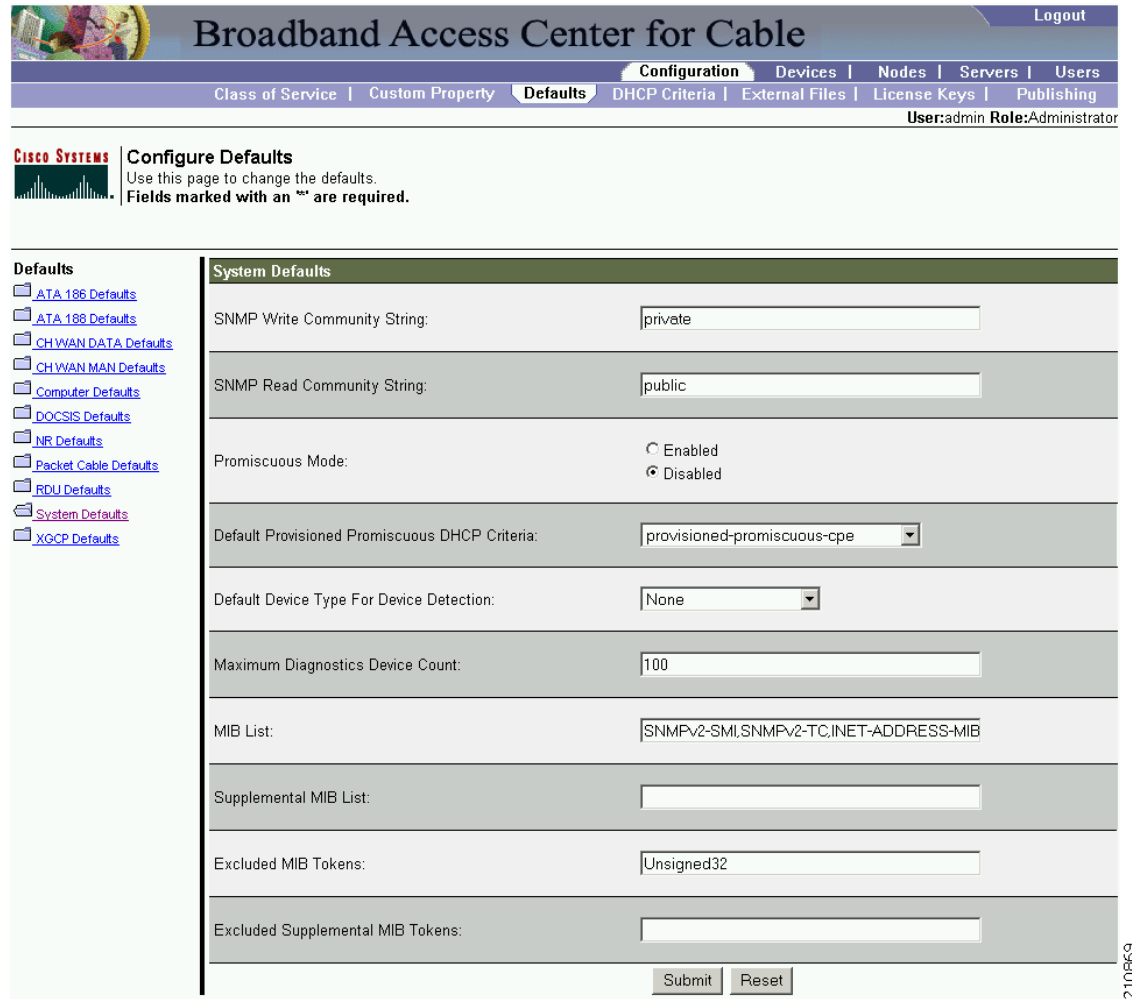 Logout
Broadband Access Center for Cable
Configuration Devices | Nodes | Servers | Users
Class of Service | Custom Property Defaults DHCP Criteria | External Files | License Keys | Publishing
User:admin Role:Administrator
CISCO SYSTEMS
Configure Defaults
Use this page to change the defaults.
Fields marked with an '*' are required.
Defaults
ATA 186 Defaults
ATA 188 Defaults
CH WAN DATA Defaults
CH WAN MAN Defaults
Computer Defaults
DOCSIS Defaults
NR Defaults
Packet Cable Defaults
RDU Defaults
System Defaults
XGCP Defaults
System Defaults
SNMP Write Community String: private
SNMP Read Community String: public
Promiscuous Mode:
Enabled
Disabled
Default Provisioned Promiscuous DHCP Criteria: provisioned-promiscuous-cpe
Default Device Type For Device Detection: None
Maximum Diagnostics Device Count: 100
MIB List: SNMPv2-SMI,SNMPv2-TC,INET-ADDRESS-MIB
Supplemental MIB List:
Excluded MIB Tokens: Unsigned32
Excluded Supplemental MIB Tokens:
Submit Reset
210869